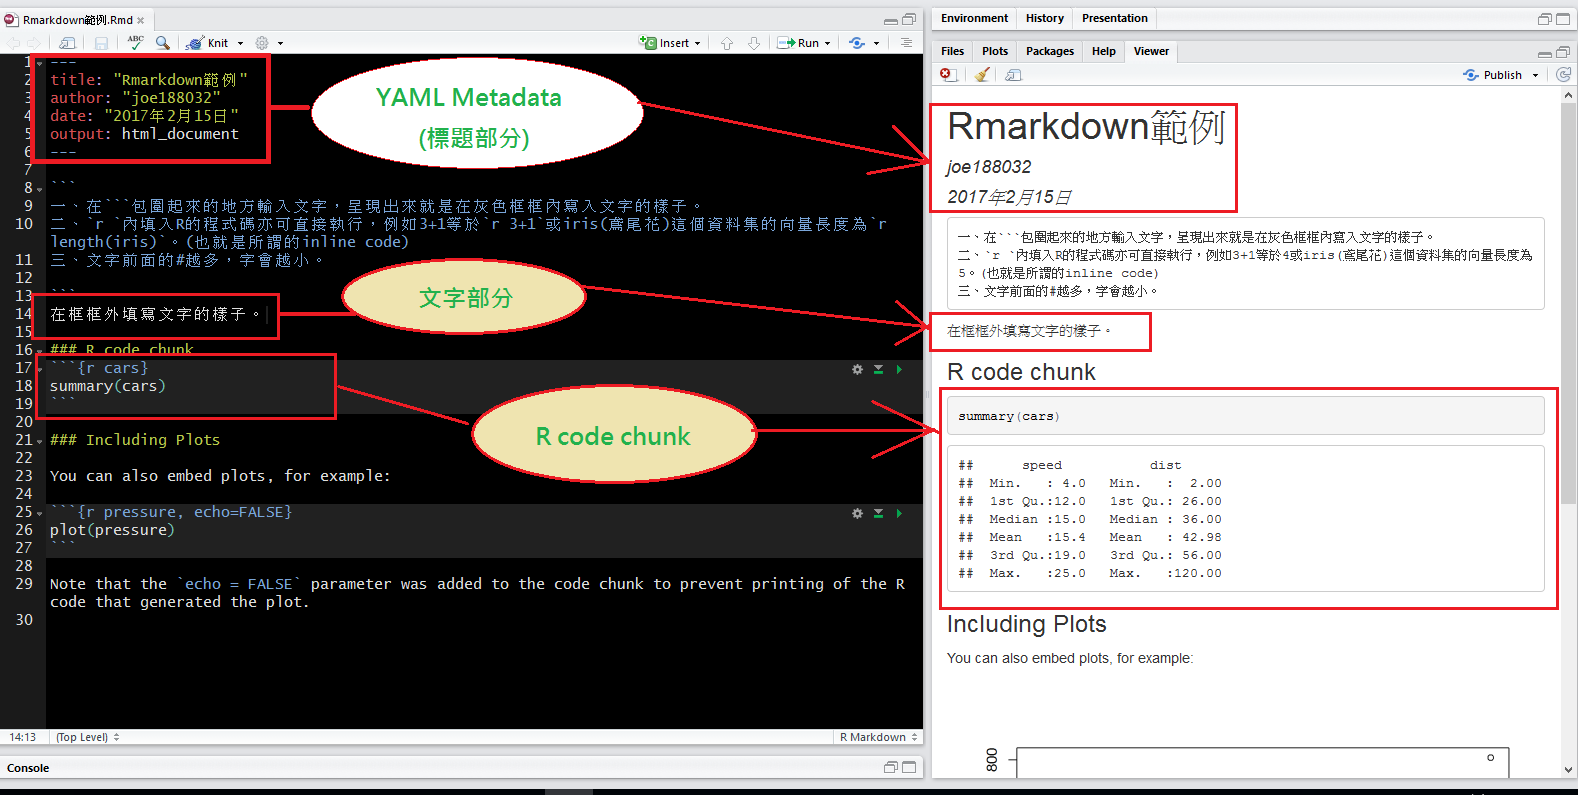 Rmarkdown範例.Rmd
ABC
Knit
Insert
Run
1 ---
2 title: "Rmarkdown範例"
3 author: "joe188032"
4 date: "2017年2月15日"
5 output: html_document
6 ---
7
8 ```
9 一、在```包圍起來的地方輸入文字，呈現出來就是在灰色框框內寫入文字的樣子。
10 二、`r `內填入R的程式碼亦可直接執行，例如3+1等於`r 3+1`或iris(鳶尾花)這個資料集的向量長度為`r
length(iris)`。(也就是所謂的inline code)
11 三、文字前面的#越多，字會越小。
12
13 ```
14 在框框外填寫文字的樣子。
15
16 ### R code chunk
17 ```{r cars}
18 summary(cars)
19 ```
20
21 ### Including Plots
22
23 You can also embed plots, for example:
24
25 ```{r pressure, echo=FALSE}
26 plot(pressure)
27 ```
28
29 Note that the `echo = FALSE` parameter was added to the code chunk to prevent printing of the R
code that generated the plot.
30
YAML Metadata
(標題部分)
文字部分
R code chunk
14:13 (Top Level)
R Markdown
Console
Environment History Presentation
Files Plots Packages Help Viewer
Publish
Rmarkdown範例
joe188032
2017年2月15日
一、在```包圍起來的地方輸入文字，呈現出來就是在灰色框框內寫入文字的樣子。
二、`r `內填入R的程式碼亦可直接執行，例如3+1等於4或iris(鳶尾花)這個資料集的向量長度為
5。(也就是所謂的inline code)
三、文字前面的#越多，字會越小。
在框框外填寫文字的樣子。
R code chunk
summary(cars)
## speed dist
## Min. : 4.0 Min. : 2.00
## 1st Qu.:12.0 1st Qu.: 26.00
## Median :15.0 Median : 36.00
## Mean :15.4 Mean : 42.98
## 3rd Qu.:19.0 3rd Qu.: 56.00
## Max. :25.0 Max. :120.00
Including Plots
You can also embed plots, for example:
800